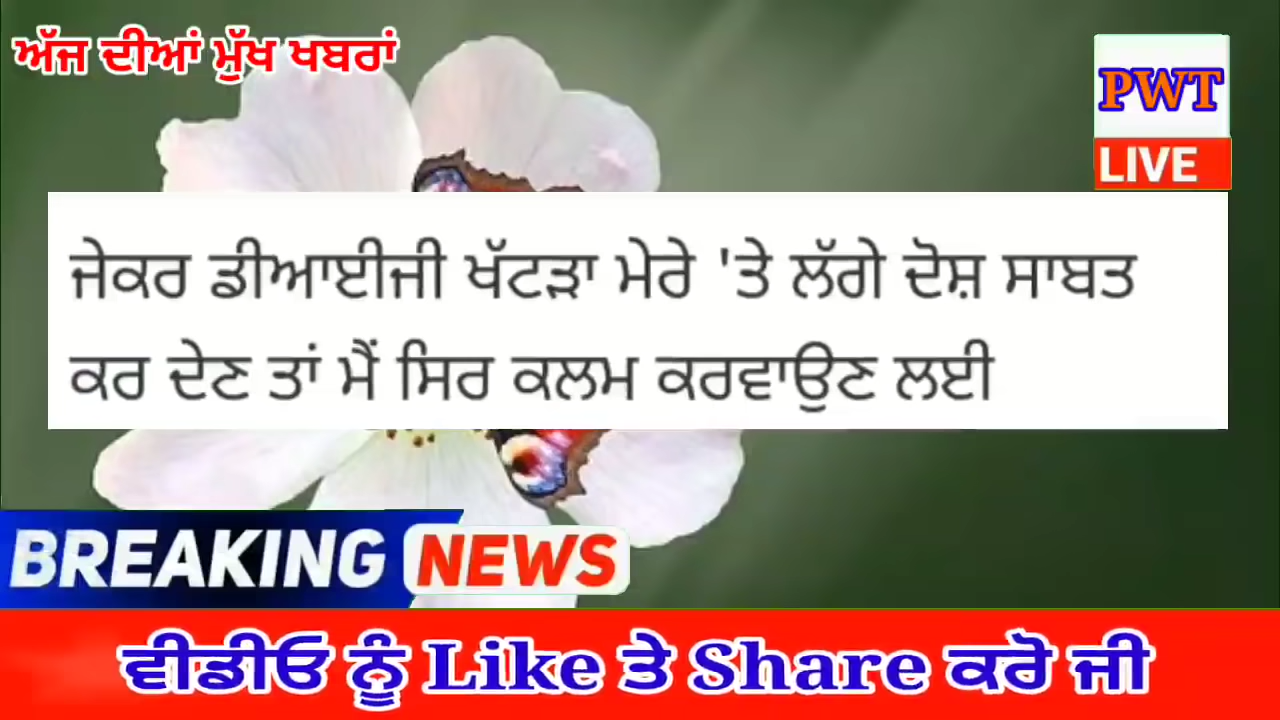 ਅੱਜ ਦੀਆਂ ਮੁੱਖ ਖਬਰਾਂ
PWT
LIVE
ਜੇਕਰ ਡੀਆਈਜੀ ਖੱਟੜਾ ਮੇਰੇ 'ਤੇ ਲੱਗੇ ਦੋਸ਼ ਸਾਬਤ
ਕਰ ਦੇਣ ਤਾਂ ਮੈਂ ਸਿਰ ਕਲਮ ਕਰਵਾਉਣ ਲਈ
BREAKING NEWS
ਵੀਡੀਓ ਨੂੰ Like ਤੇ Share ਕਰੋ ਜੀ